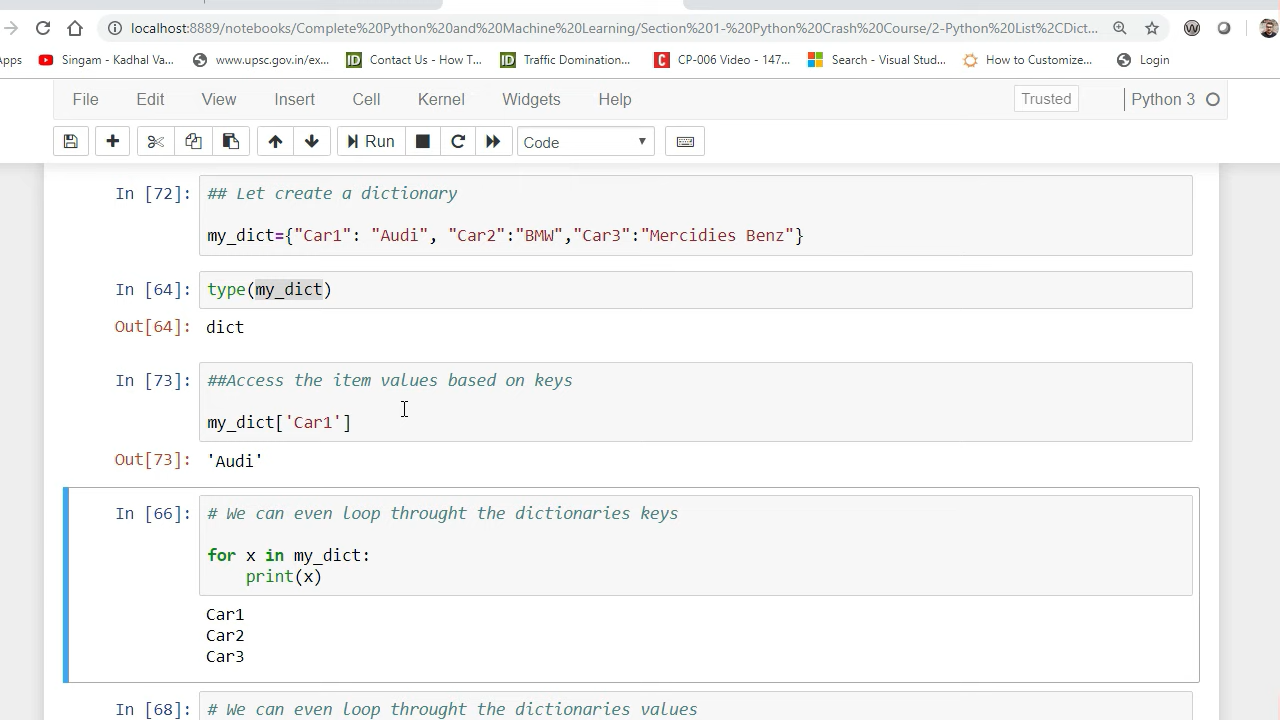 localhost:8889/notebooks/Complete%20Python%20and%20Machine%20Learning/Section%201-%20Python%20Crash%20Course/2-Python%20List%2CDict...
Apps Singam - Kadhal Va... www.upsc.gov.in/ex... Contact Us - How T... Traffic Domination... CP-006 Video - 147... Search - Visual Stud... How to Customize... Login
File Edit View Insert Cell Kernel Widgets Help Trusted Python 3
Run Code
In [72]: ## Let create a dictionary
my_dict={"Car1": "Audi", "Car2":"BMW","Car3":"Mercidies Benz"}
In [64]: type(my_dict)
Out[64]: dict
In [73]: ##Access the item values based on keys
my_dict['Car1']
Out[73]: 'Audi'
In [66]: # We can even loop throught the dictionaries keys
for x in my_dict:
print(x)
Car1
Car2
Car3
In [68]: # We can even loop throught the dictionaries values